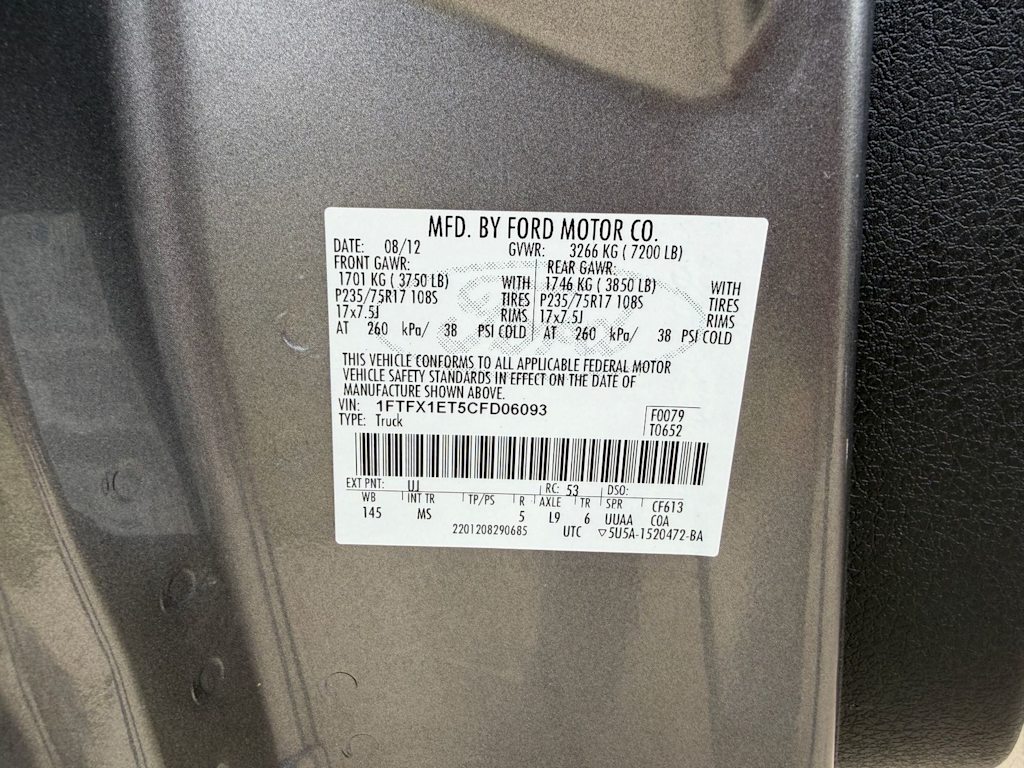 MFD. BY FORD MOTOR CO.
DATE: 08/12 GVWR: 3266 KG ( 7200 LB)
FRONT GAWR: REAR GAWR:
1701 KG ( 3750 LB) WITH 1746 KG ( 3850 LB) WITH
P235/75R17 108S TIRES P235/75R17 108S TIRES
17x7.5J RIMS 17x7.5J RIMS
AT 260 kPa/ 38 PSI COLD AT 260 kPa/ 38 PSI COLD
THIS VEHICLE CONFORMS TO ALL APPLICABLE FEDERAL MOTOR
VEHICLE SAFETY STANDARDS IN EFFECT ON THE DATE OF
MANUFACTURE SHOWN ABOVE.
VIN: 1FTFX1ET5CFD06093 F0079
TYPE: Truck T0652
EXT PNT: UJ RC: 53 DSO:
WB INT TR TP/PS R AXLE TR SPR CF613
145 MS 5 L9 6 UUAA COA
2201208290685 UTC ▽5U5A-1520472-BA